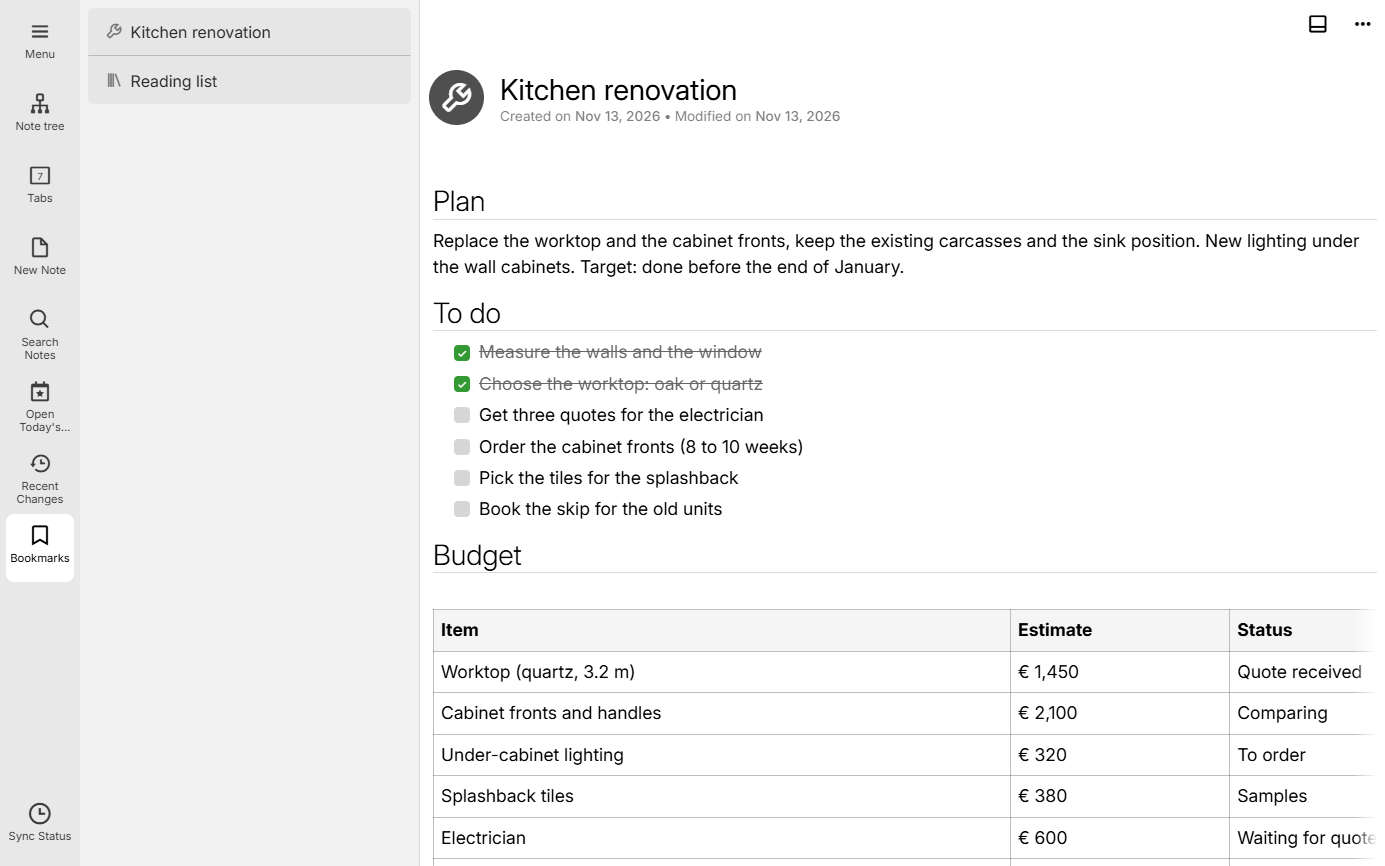 Menu
Note tree
7
Tabs
New Note
Search
Notes
Open
Today's...
Recent
Changes
Bookmarks
Sync Status
Kitchen renovation
Reading list
Kitchen renovation
Created on Nov 13, 2026 • Modified on Nov 13, 2026
Plan
Replace the worktop and the cabinet fronts, keep the existing carcasses and the sink position. New lighting under
the wall cabinets. Target: done before the end of January.
To do
Measure the walls and the window
Choose the worktop: oak or quartz
Get three quotes for the electrician
Order the cabinet fronts (8 to 10 weeks)
Pick the tiles for the splashback
Book the skip for the old units
Budget
Item Estimate Status
Worktop (quartz, 3.2 m) € 1,450 Quote received
Cabinet fronts and handles € 2,100 Comparing
Under-cabinet lighting € 320 To order
Splashback tiles € 380 Samples
Electrician € 600 Waiting for quote